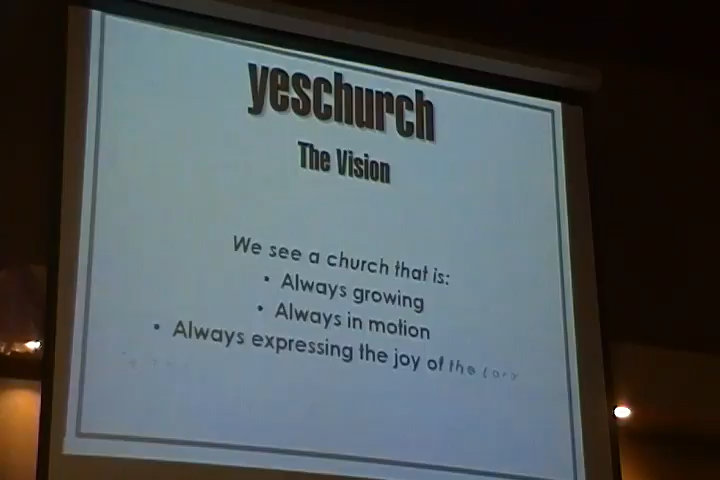 yeschurch
The Vision
We see a church that is:
• Always growing
• Always in motion
• Always expressing the joy of the Lord